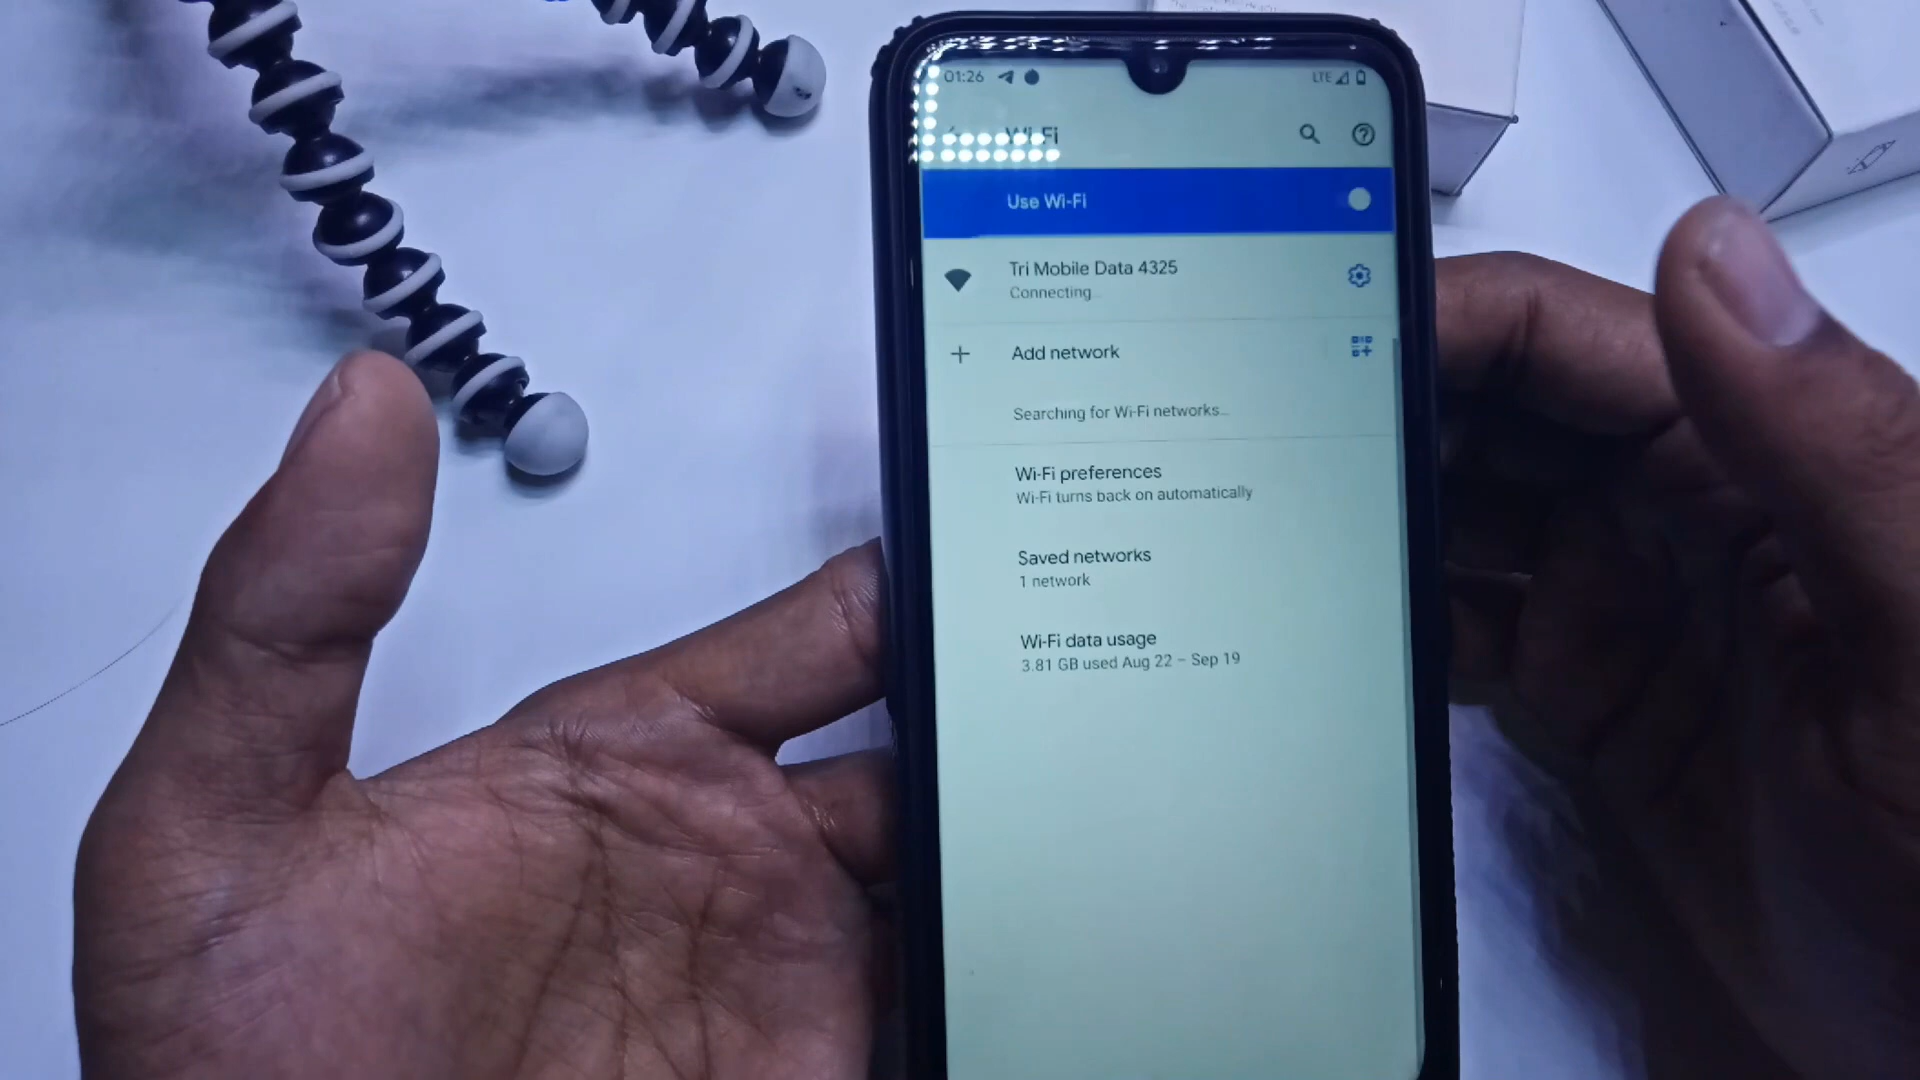 01:26
LTE
Wi-Fi
Use Wi-Fi
Tri Mobile Data 4325
Connecting...
Add network
Searching for Wi-Fi networks...
Wi-Fi preferences
Wi-Fi turns back on automatically
Saved networks
1 network
Wi-Fi data usage
3.81 GB used Aug 22 – Sep 19